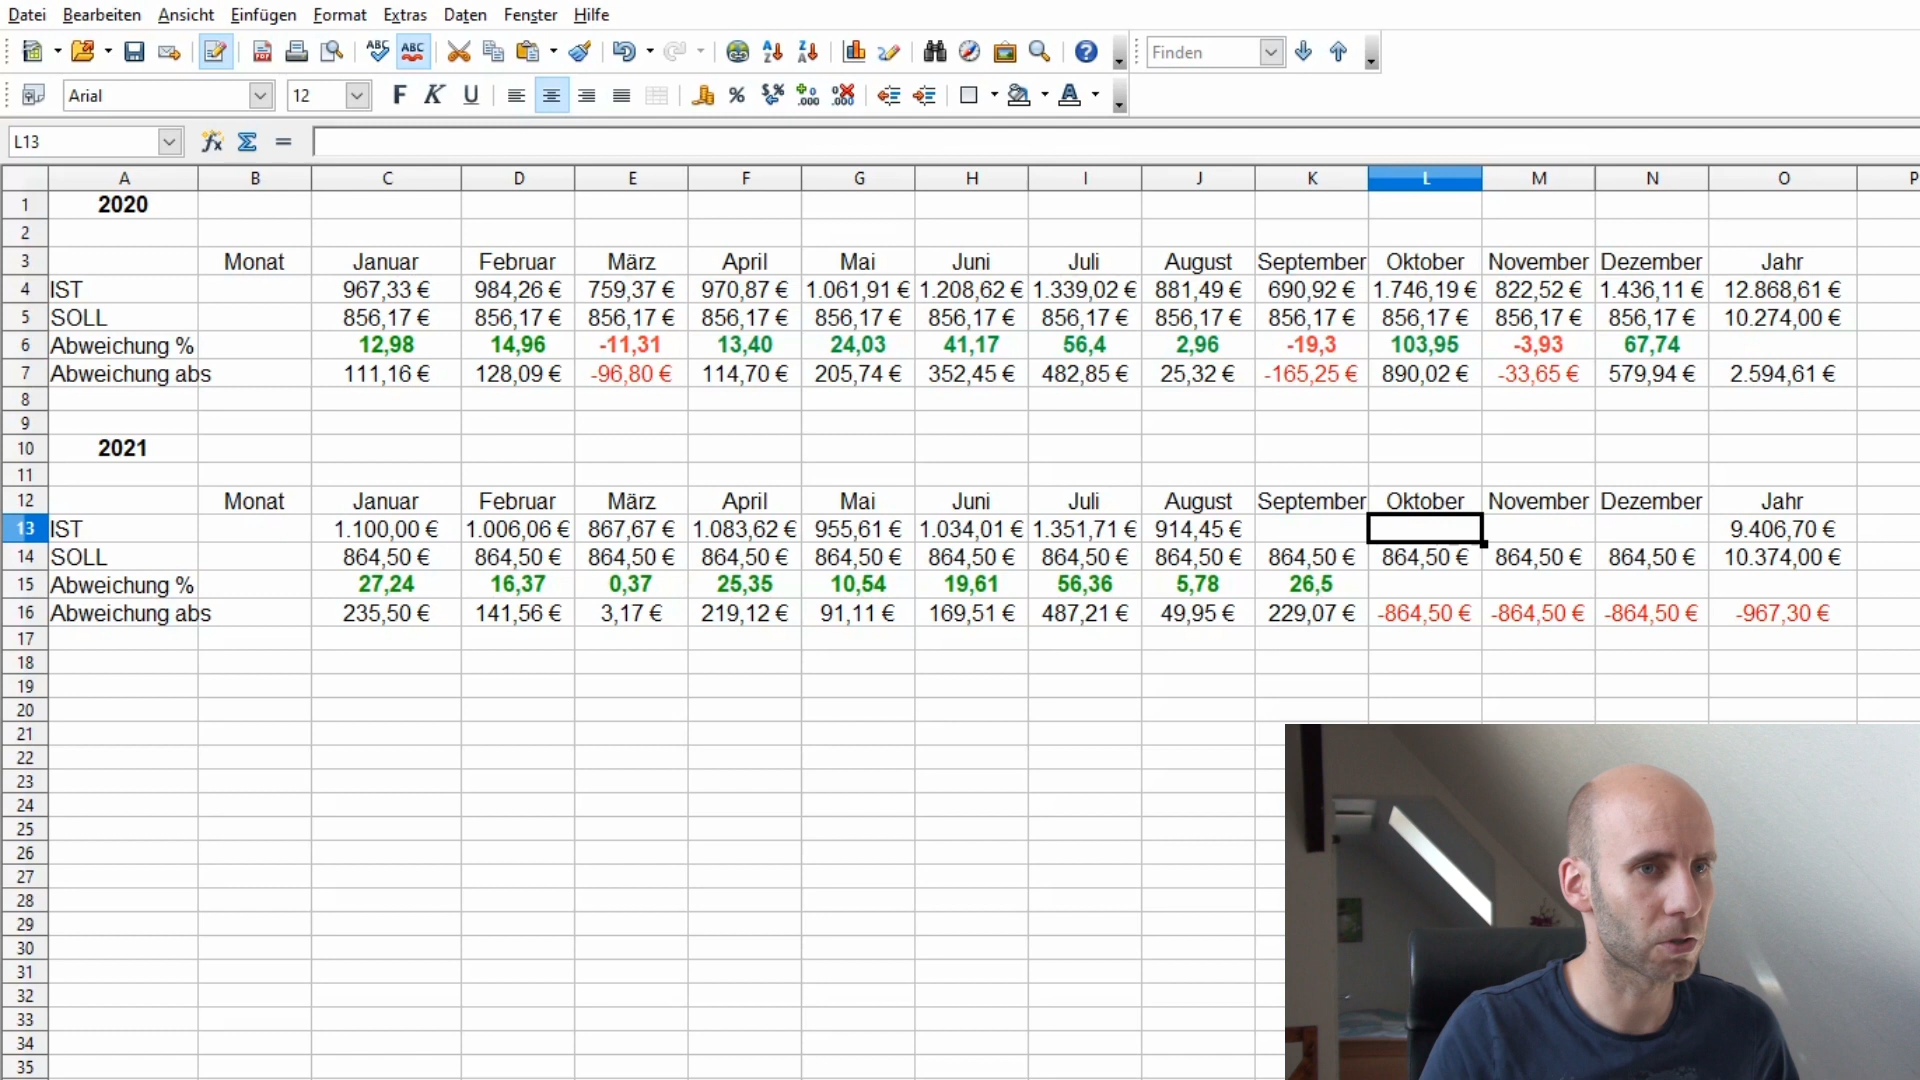 Datei Bearbeiten Ansicht Einfügen Format Extras Daten Fenster Hilfe
ABC ABC Finden
Arial 12 F K U % $% .000 .000 A
L13 fx Σ =
A B C D E F G H I J K L M N O P
1 2020
2
3 Monat Januar Februar März April Mai Juni Juli August September Oktober November Dezember Jahr
4 IST 967,33 € 984,26 € 759,37 € 970,87 € 1.061,91 € 1.208,62 € 1.339,02 € 881,49 € 690,92 € 1.746,19 € 822,52 € 1.436,11 € 12.868,61 €
5 SOLL 856,17 € 856,17 € 856,17 € 856,17 € 856,17 € 856,17 € 856,17 € 856,17 € 856,17 € 856,17 € 856,17 € 856,17 € 10.274,00 €
6 Abweichung % 12,98 14,96 -11,31 13,40 24,03 41,17 56,4 2,96 -19,3 103,95 -3,93 67,74
7 Abweichung abs 111,16 € 128,09 € -96,80 € 114,70 € 205,74 € 352,45 € 482,85 € 25,32 € -165,25 € 890,02 € -33,65 € 579,94 € 2.594,61 €
8
9
10 2021
11
12 Monat Januar Februar März April Mai Juni Juli August September Oktober November Dezember Jahr
13 IST 1.100,00 € 1.006,06 € 867,67 € 1.083,62 € 955,61 € 1.034,01 € 1.351,71 € 914,45 € 9.406,70 €
14 SOLL 864,50 € 864,50 € 864,50 € 864,50 € 864,50 € 864,50 € 864,50 € 864,50 € 864,50 € 864,50 € 864,50 € 864,50 € 10.374,00 €
15 Abweichung % 27,24 16,37 0,37 25,35 10,54 19,61 56,36 5,78 26,5
16 Abweichung abs 235,50 € 141,56 € 3,17 € 219,12 € 91,11 € 169,51 € 487,21 € 49,95 € 229,07 € -864,50 € -864,50 € -864,50 € -967,30 €
17
18
19
20
21
22
23
24
25
26
27
28
29
30
31
32
33
34
35